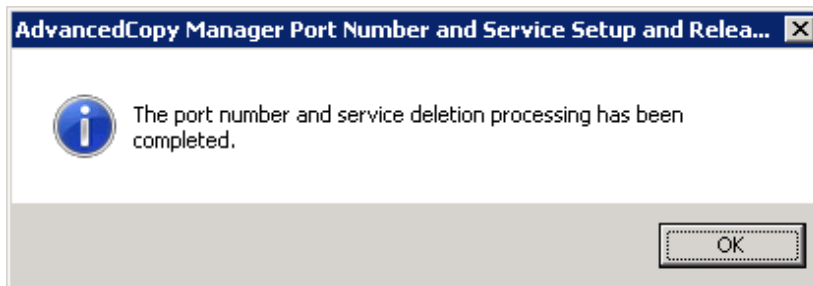 AdvancedCopy Manager Port Number and Service Setup and Relea...
The port number and service deletion processing has been
completed.
OK